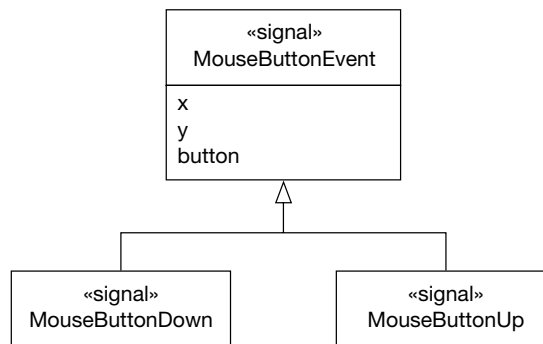 «signal»
MouseButtonEvent
x
y
button
«signal»
MouseButtonDown
«signal»
MouseButtonUp